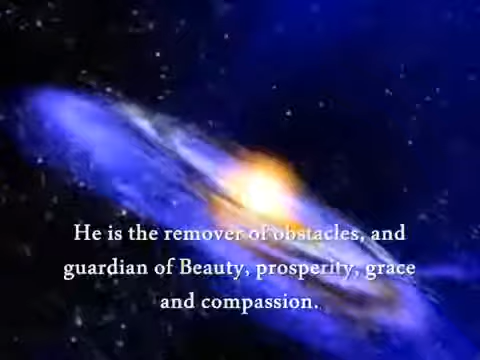 He is the remover of obstacles, and
guardian of Beauty, prosperity, grace
and compassion.